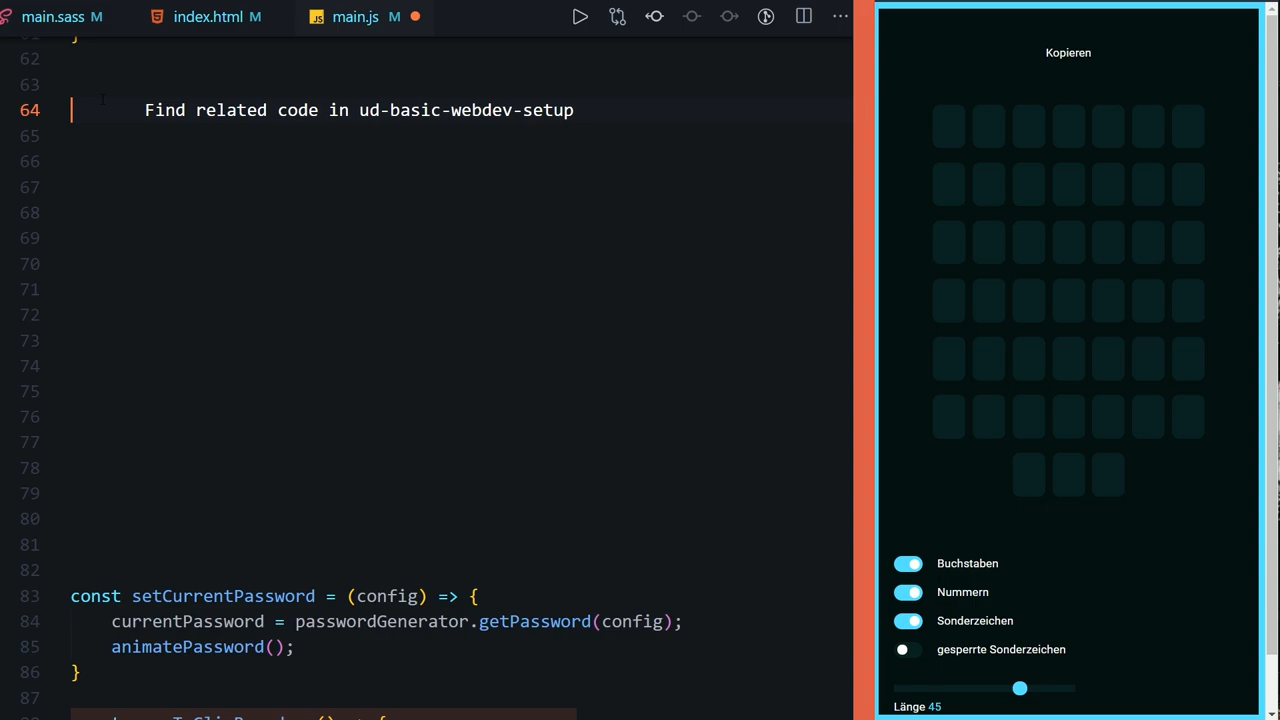 main.sass M index.html M JS main.js M
61 }
62
63
64 Find related code in ud-basic-webdev-setup
65
66
67
68
69
70
71
72
73
74
75
76
77
78
79
80
81
82
83 const setCurrentPassword = (config) => {
84 currentPassword = passwordGenerator.getPassword(config);
85 animatePassword();
86 }
87
Kopieren
Buchstaben
Nummern
Sonderzeichen
gesperrte Sonderzeichen
Länge 45